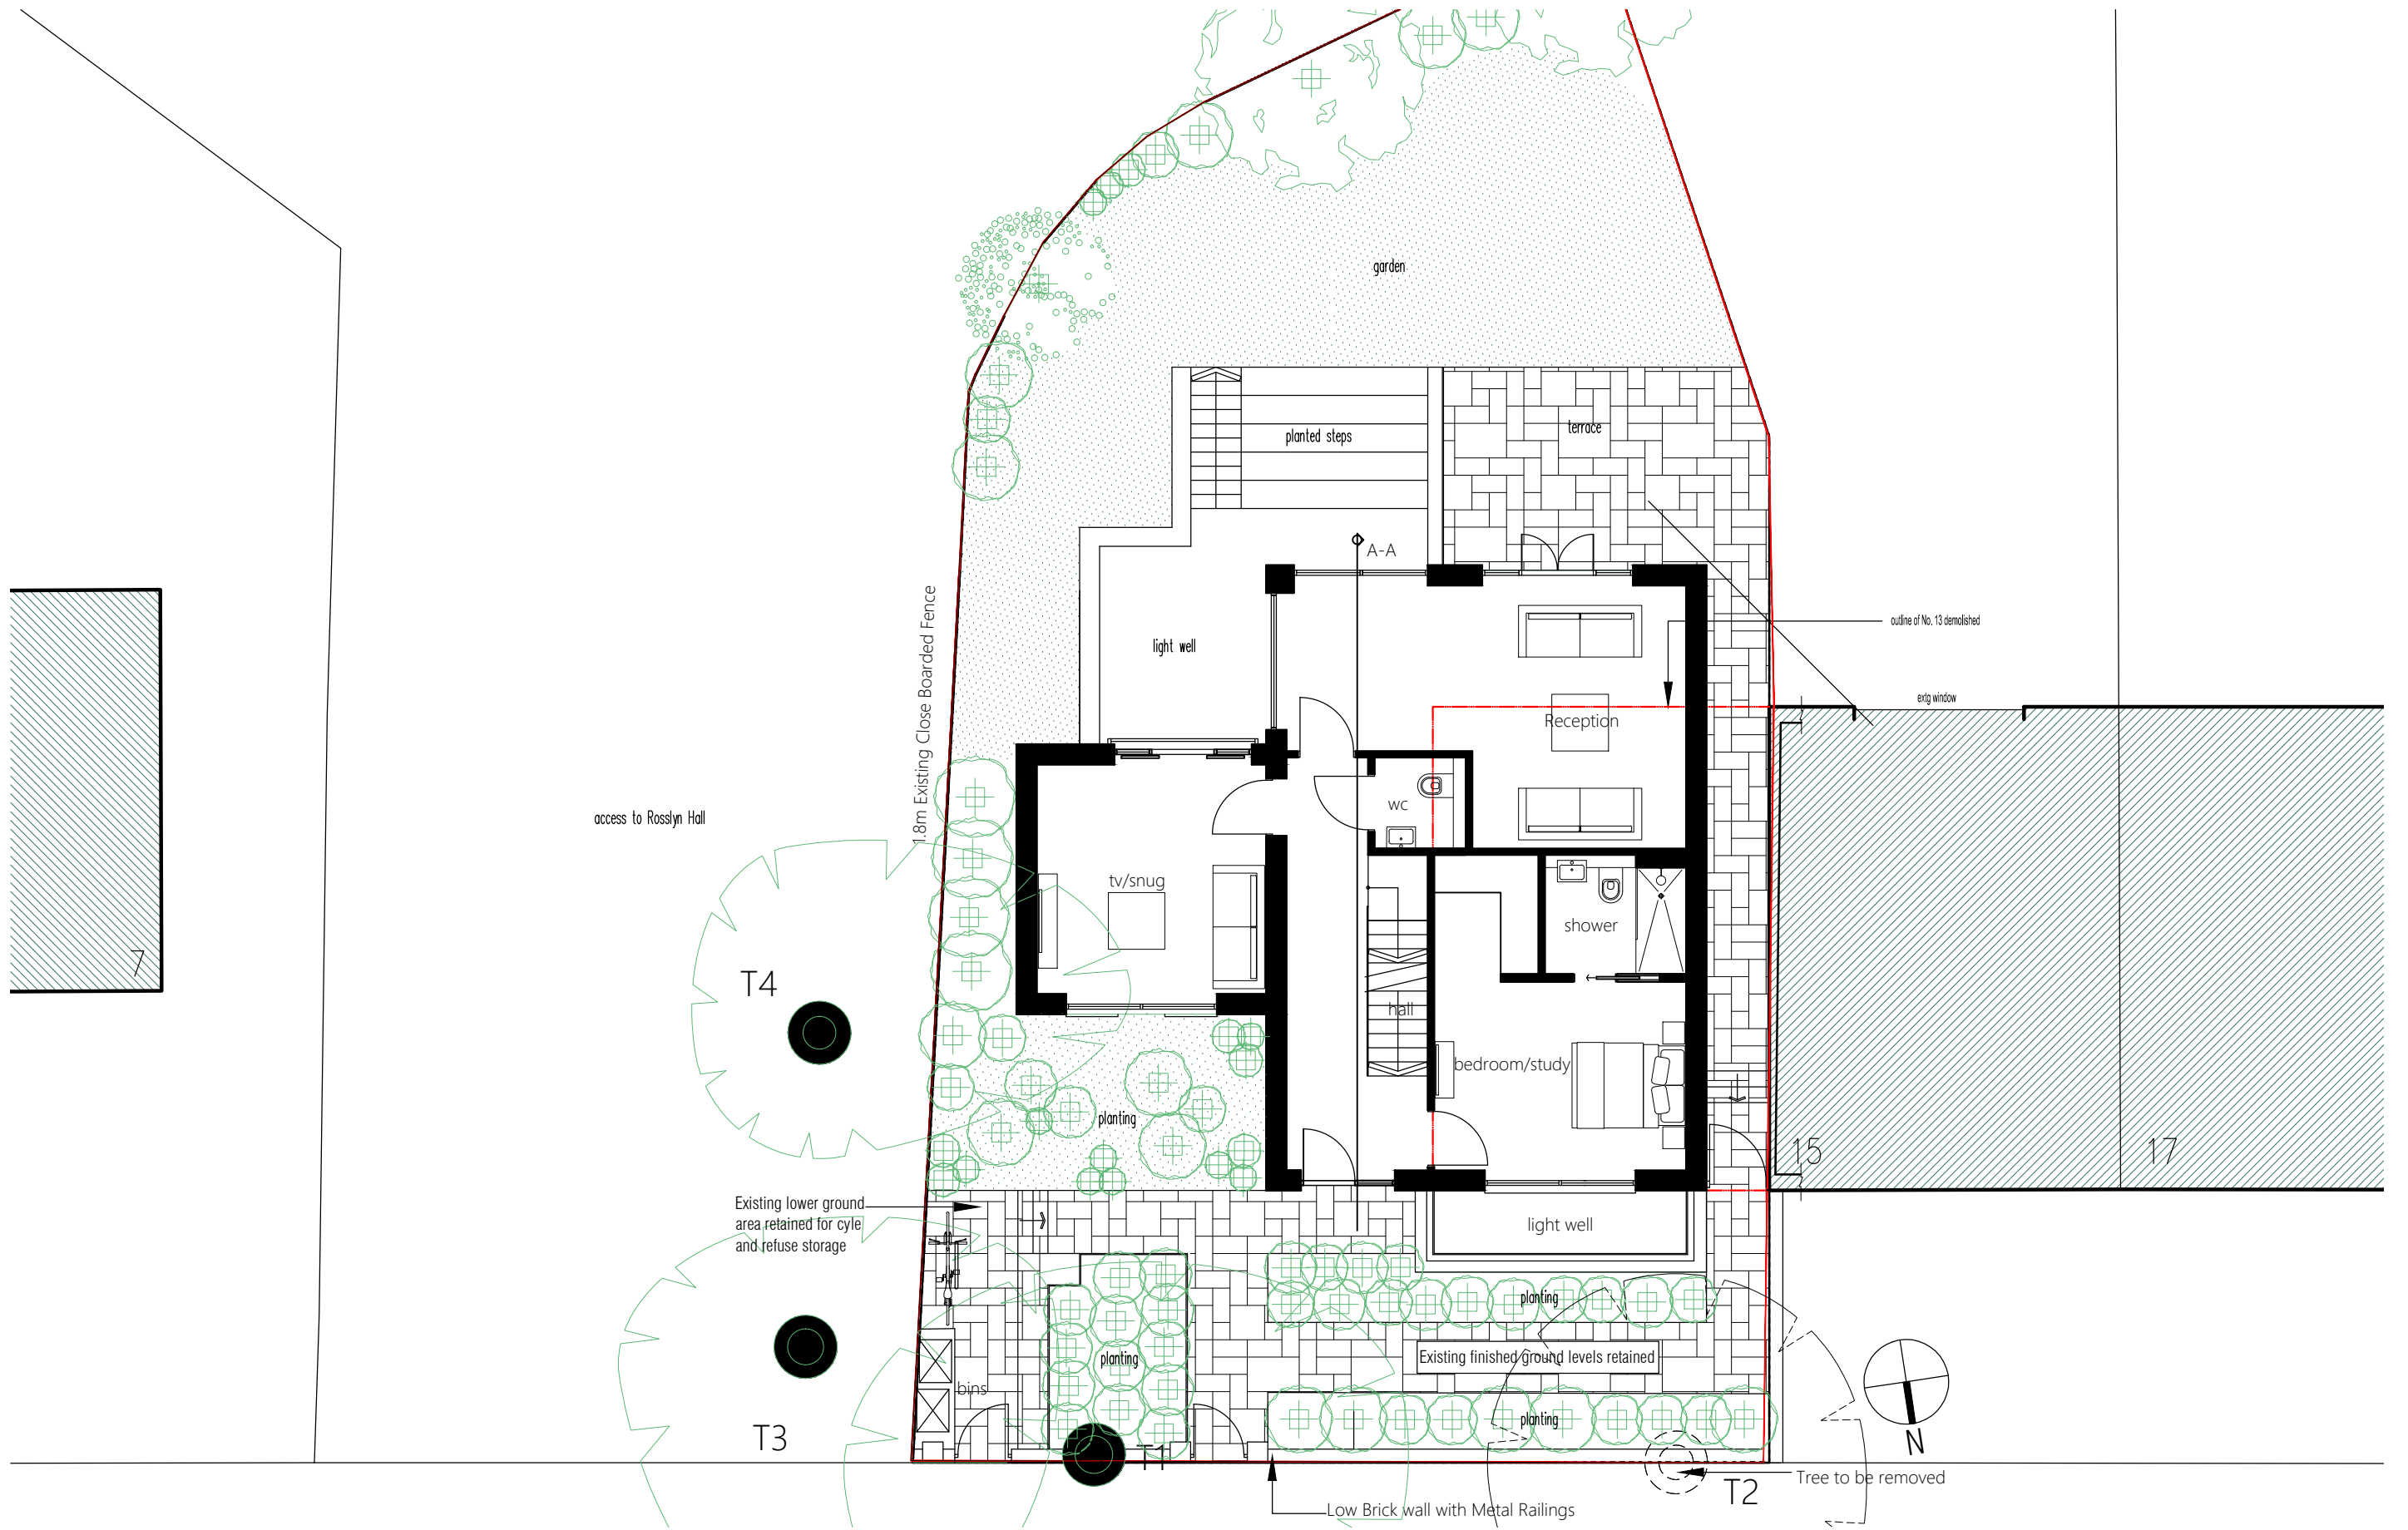 garden
planted steps
terrace
A-A
1.8m Existing Close Boarded Fence
light well
outline of No. 13 demolished
extg window
Reception
access to Rosslyn Hall
wc
tv/snug
shower
7
T4
hall
bedroom/study
planting
15
17
Existing lower ground
area retained for cyle
and refuse storage
light well
planting
planting
Existing finished ground levels retained
bins
planting
T3
T1
N
Tree to be removed
T2
Low Brick wall with Metal Railings